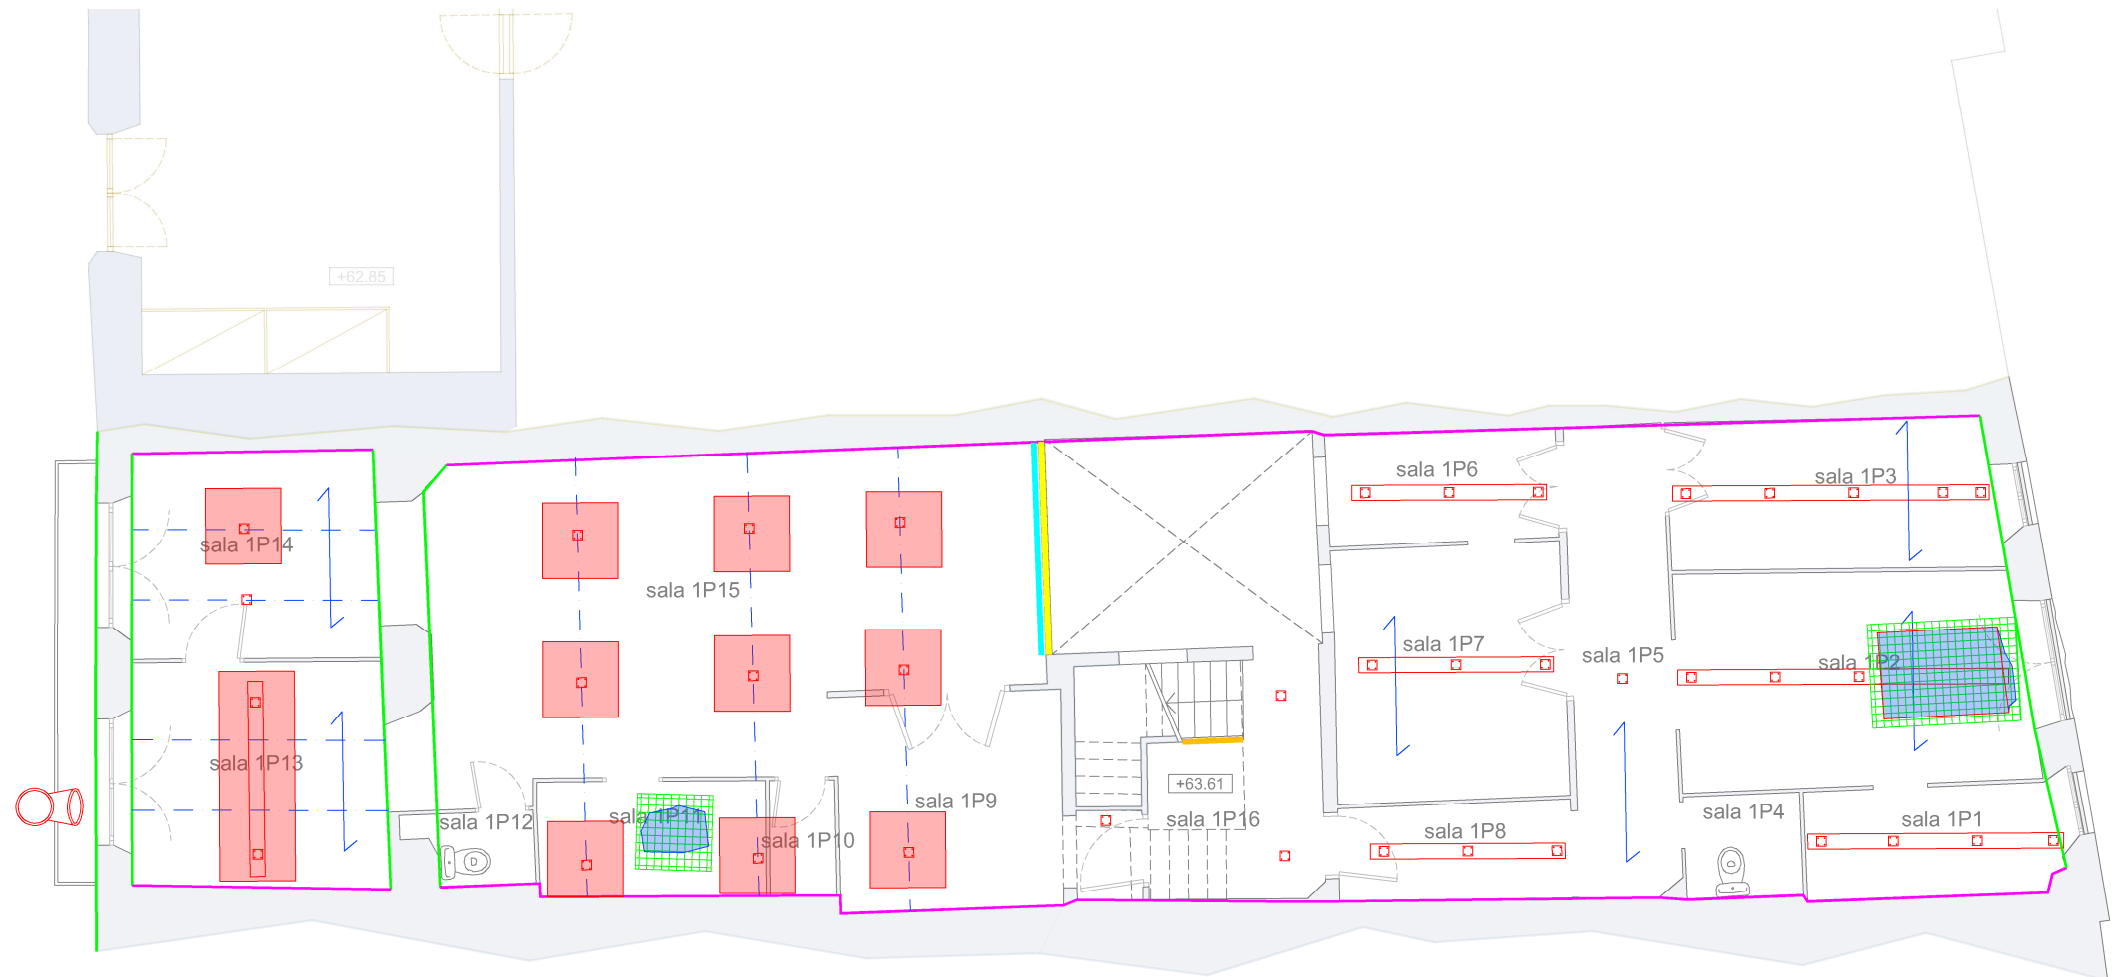 +62.85
sala 1P6
sala 1P3
sala 1P14
sala 1P15
sala 1P7
sala 1P5
sala 1P2
sala 1P13
+63.61
sala 1P9
sala 1P11
sala 1P12
sala 1P10
sala 1P16
sala 1P8
sala 1P4
sala 1P1